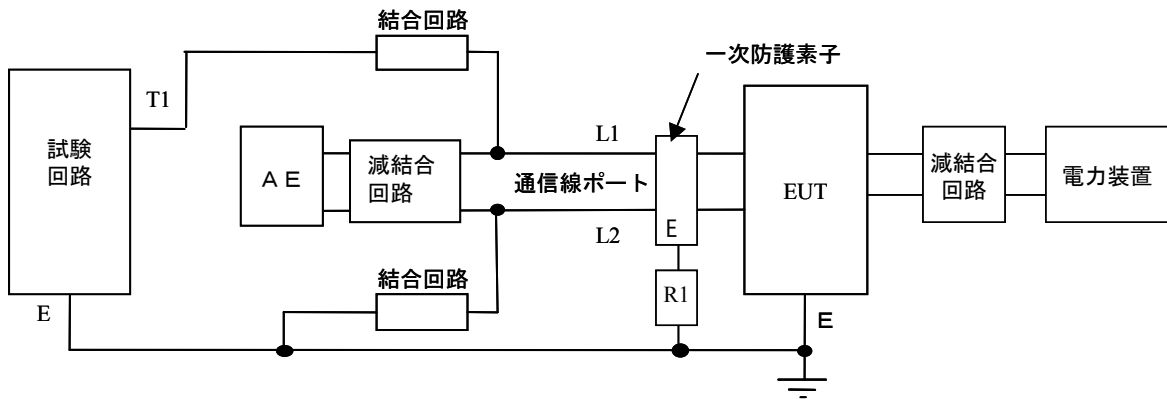 結合回路
一次防護素子
T1
試験
回路
ＡＥ
減結合
回路
L1
通信線ポート
L2
E
EUT
減結合
回路
電力装置
結合回路
R1
E
E